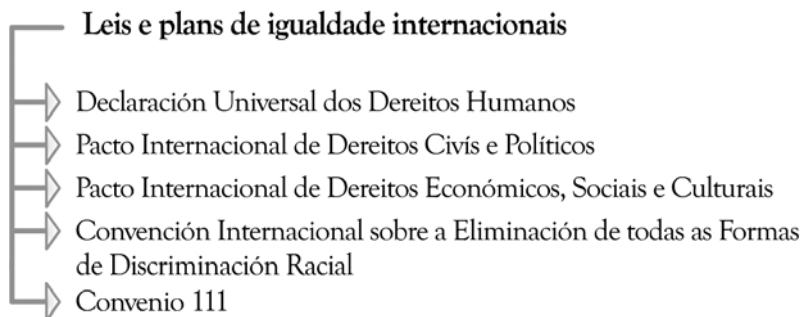 Leis e plans de igualdade internacionais
Declaración Universal dos Dereitos Humanos
Pacto Internacional de Dereitos Civís e Políticos
Pacto Internacional de Dereitos Económicos, Sociais e Culturais
Convención Internacional sobre a Eliminación de todas as Formas
de Discriminación Racial
Convenio 111